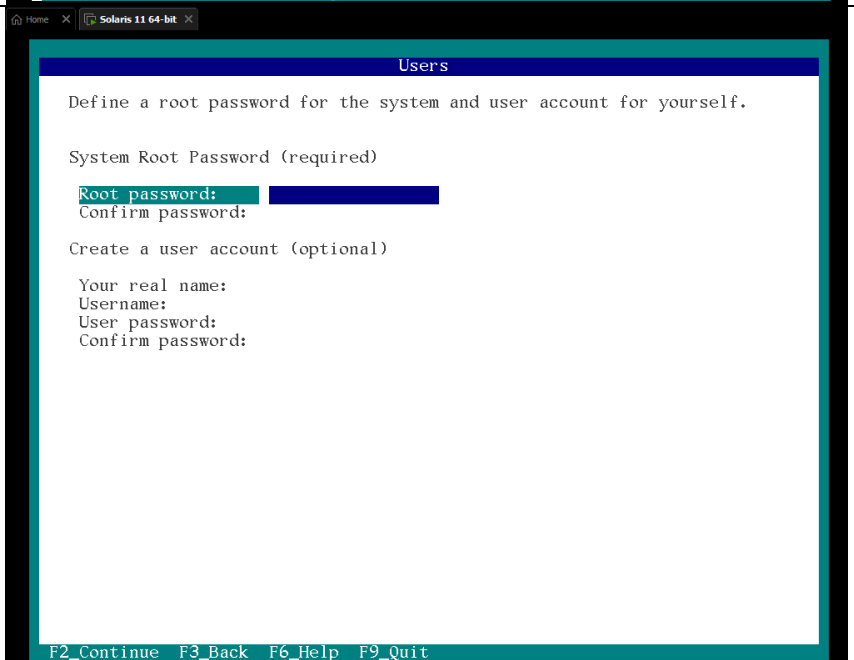 Home
Solaris 11 64-bit
Users
Define a root password for the system and user account for yourself.
System Root Password (required)
Root password:
Confirm password:
Create a user account (optional)
Your real name:
Username:
User password:
Confirm password:
F2_Continue F3_Back F6_Help F9_Quit